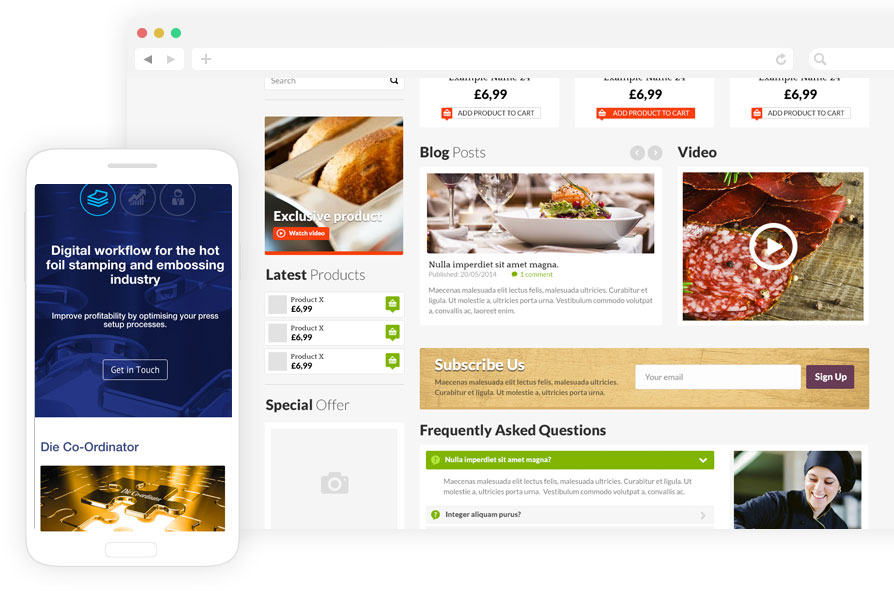 Search
Example Name 24
£6,99
ADD PRODUCT TO CART
Example Name 24
£6,99
ADD PRODUCT TO CART
Example Name 24
£6,99
ADD PRODUCT TO CART
Exclusive product
Watch video
Latest Products
Product X
£6,99
Product X
£6,99
Product X
£6,99
Special Offer
Blog Posts
Nulla imperdiet sit amet magna.
Published: 20/05/2014
1 comment
Maecenas malesuada elit lectus felis, malesuada ultricies. Curabitur et
ligula. Ut molestie a, ultricies porta urna. Vestibulum commodo volutpat
a, convallis ac, laoreet enim.
Video
Subscribe Us
Maecenas malesuada elit lectus felis, malesuada ultricies.
Curabitur et ligula. Ut molestie a, ultricies porta urna.
Your email
Sign Up
Frequently Asked Questions
Nulla imperdiet sit amet magna?
Maecenas malesuada elit lectus felis, malesuada ultricies. Curabitur et ligula. Ut
molestie a, ultricies porta urna. Vestibulum commodo volutpat a, convallis ac.
Integer aliquam purus?
Digital workflow for the hot
foil stamping and embossing
industry
Improve profitability by optimising your press
setup processes.
Get in Touch
Die Co-Ordinator
Die Co-ordinator